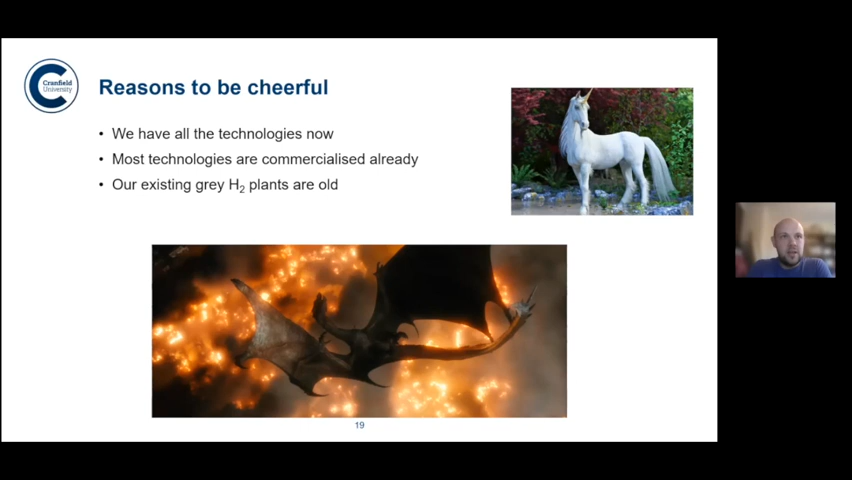 Cranfield
University
Reasons to be cheerful
• We have all the technologies now
• Most technologies are commercialised already
• Our existing grey H₂ plants are old
19